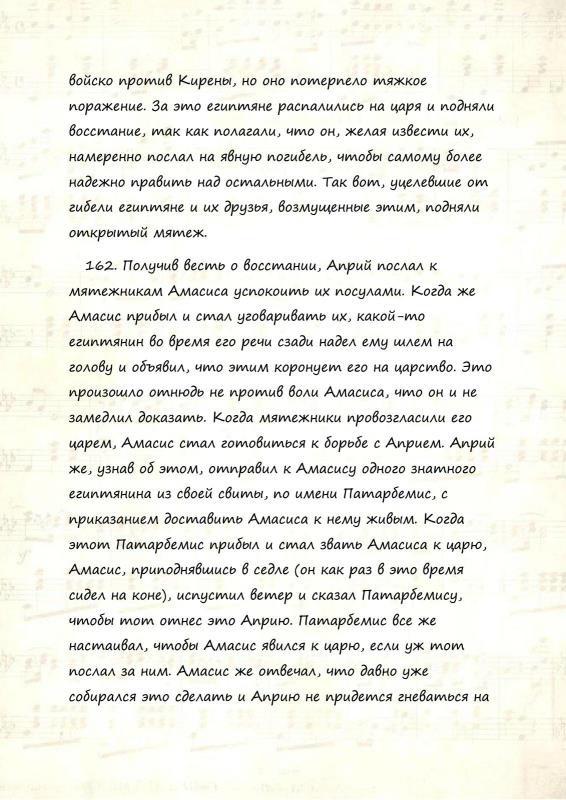 войско против Кирены, но оно потерпело тяжкое
поражение. За это египтяне распалились на царя и подняли
восстание, так как полагали, что он, желая извести их,
намеренно послал на явную погибель, чтобы самому более
надежно править над остальными. Так вот, уцелевшие от
гибели египтяне и их друзья, возмущенные этим, подняли
открытый мятеж.
162. Получив весть о восстании, Априй послал к
мятежникам Амасиса успокоить их посулами. Когда же
Амасис прибыл и стал уговаривать их, какой-то
египтянин во время его речи сзади надел ему шлем на
голову и объявил, что этим коронует его на царство. Это
произошло отнюдь не против воли Амасиса, что он и не
замедлил доказать. Когда мятежники провозгласили его
царем, Амасис стал готовиться к борьбе с Априем. Априй
же, узнав об этом, отправил к Амасису одного знатного
египтянина из своей свиты, по имени Патарбемис, с
приказанием доставить Амасиса к нему живым. Когда
этот Патарбемис прибыл и стал звать Амасиса к царю,
Амасис, приподнявшись в седле (он как раз в это время
сидел на коне), испустил ветер и сказал Патарбемису,
чтобы тот отнес это Априю. Патарбемис все же
настаивал, чтобы Амасис явился к царю, если уж тот
послал за ним. Амасис же отвечал, что давно уже
собирался это сделать и Априю не придется гневаться на